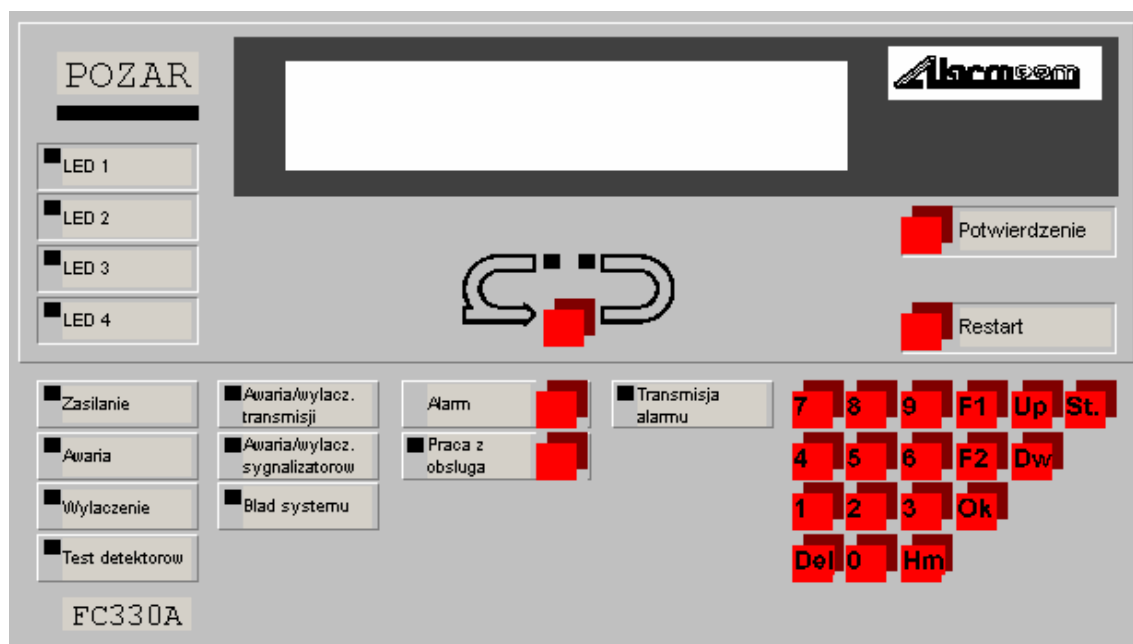 POZAR
Alarmcom
LED 1
LED 2
LED 3
LED 4
Potwierdzenie
Restart
Zasilanie
Awaria
Wylaczenie
Test detektorow
Awaria/wylacz.
transmisji
Awaria/wylacz.
sygnalizatorow
Blad systemu
Alarm
Praca z
obsluga
Transmisja
alarmu
7 8 9 F1 Up St.
4 5 6 F2 Dw
1 2 3 Ok
Del 0 Hm
FC330A